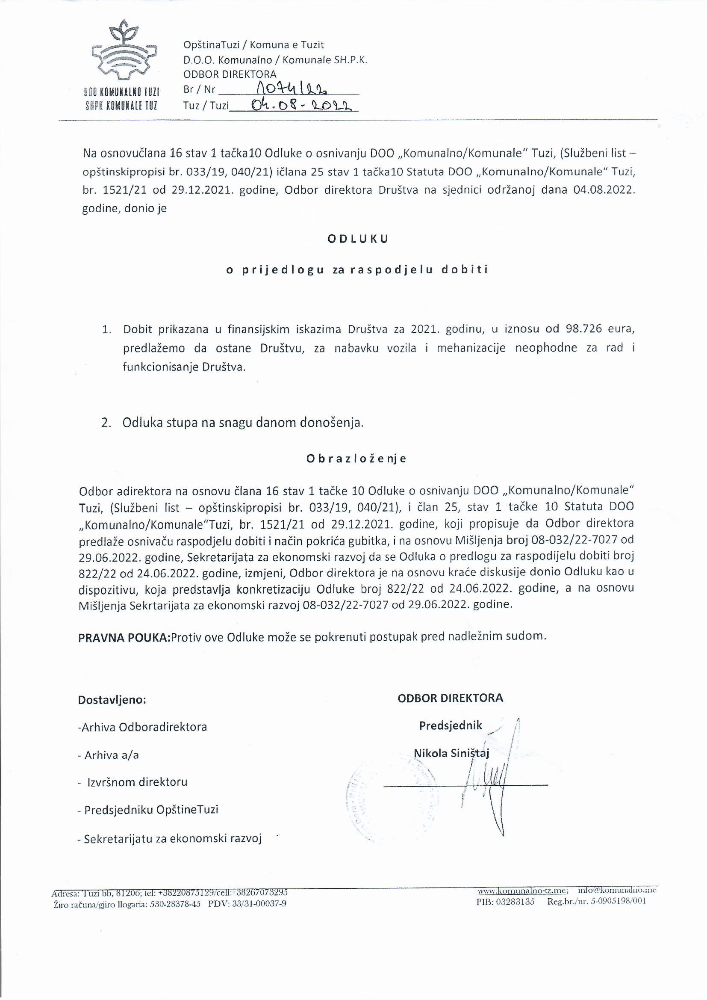 DOO KOMUNALNO TUZI
SHPK KOMUNALE TUZ
OpštinaTuzi / Komuna e Tuzit
D.O.O. Komunalno / Komunale SH.P.K.
ODBOR DIREKTORA
Br / Nr 1074/22
Tuz / Tuzi 04.08-2022
Na osnovučlana 16 stav 1 tačka10 Odluke o osnivanju DOO „Komunalno/Komunale“ Tuzi, (Službeni list –
opštinskipropisi br. 033/19, 040/21) ičlana 25 stav 1 tačka10 Statuta DOO „Komunalno/Komunale“ Tuzi,
br. 1521/21 od 29.12.2021. godine, Odbor direktora Društva na sjednici održanoj dana 04.08.2022.
godine, donio je
O D L U K U
o prijedlogu za raspodjelu dobiti
1. Dobit prikazana u finansijskim iskazima Društva za 2021. godinu, u iznosu od 98.726 eura,
predlažemo da ostane Društvu, za nabavku vozila i mehanizacije neophodne za rad i
funkcionisanje Društva.
2. Odluka stupa na snagu danom donošenja.
O b r a z l o ž e nj e
Odbor adirektora na osnovu člana 16 stav 1 tačke 10 Odluke o osnivanju DOO „Komunalno/Komunale“
Tuzi, (Službeni list – opštinskipropisi br. 033/19, 040/21), i član 25, stav 1 tačke 10 Statuta DOO
„Komunalno/Komunale“Tuzi, br. 1521/21 od 29.12.2021. godine, koji propisuje da Odbor direktora
predlaže osnivaču raspodjelu dobiti i način pokrića gubitka, i na osnovu Mišljenja broj 08-032/22-7027 od
29.06.2022. godine, Sekretarijata za ekonomski razvoj da se Odluka o predlogu za raspodijelu dobiti broj
822/22 od 24.06.2022. godine, izmjeni, Odbor direktora je na osnovu kraće diskusije donio Odluku kao u
dispozitivu, koja predstavlja konkretizaciju Odluke broj 822/22 od 24.06.2022. godine, a na osnovu
Mišljenja Sekrtarijata za ekonomski razvoj 08-032/22-7027 od 29.06.2022. godine.
PRAVNA POUKA:Protiv ove Odluke može se pokrenuti postupak pred nadležnim sudom.
Dostavljeno:
-Arhiva Odboradirektora
- Arhiva a/a
- Izvršnom direktoru
- Predsjedniku OpštineTuzi
- Sekretarijatu za ekonomski razvoj
ODBOR DIREKTORA
Predsjednik
Nikola Siništaj
Adresa: Tuzi bb, 81206; tel: +38220875129/cell:+38267073295
Žiro računa/gjiro llogaria: 530-28378-45 PDV: 33/31-00037-9
www.komunalno-tz.me; info@komunalno.me
PIB: 03283135 Reg.br./nr. 5-0905198/001